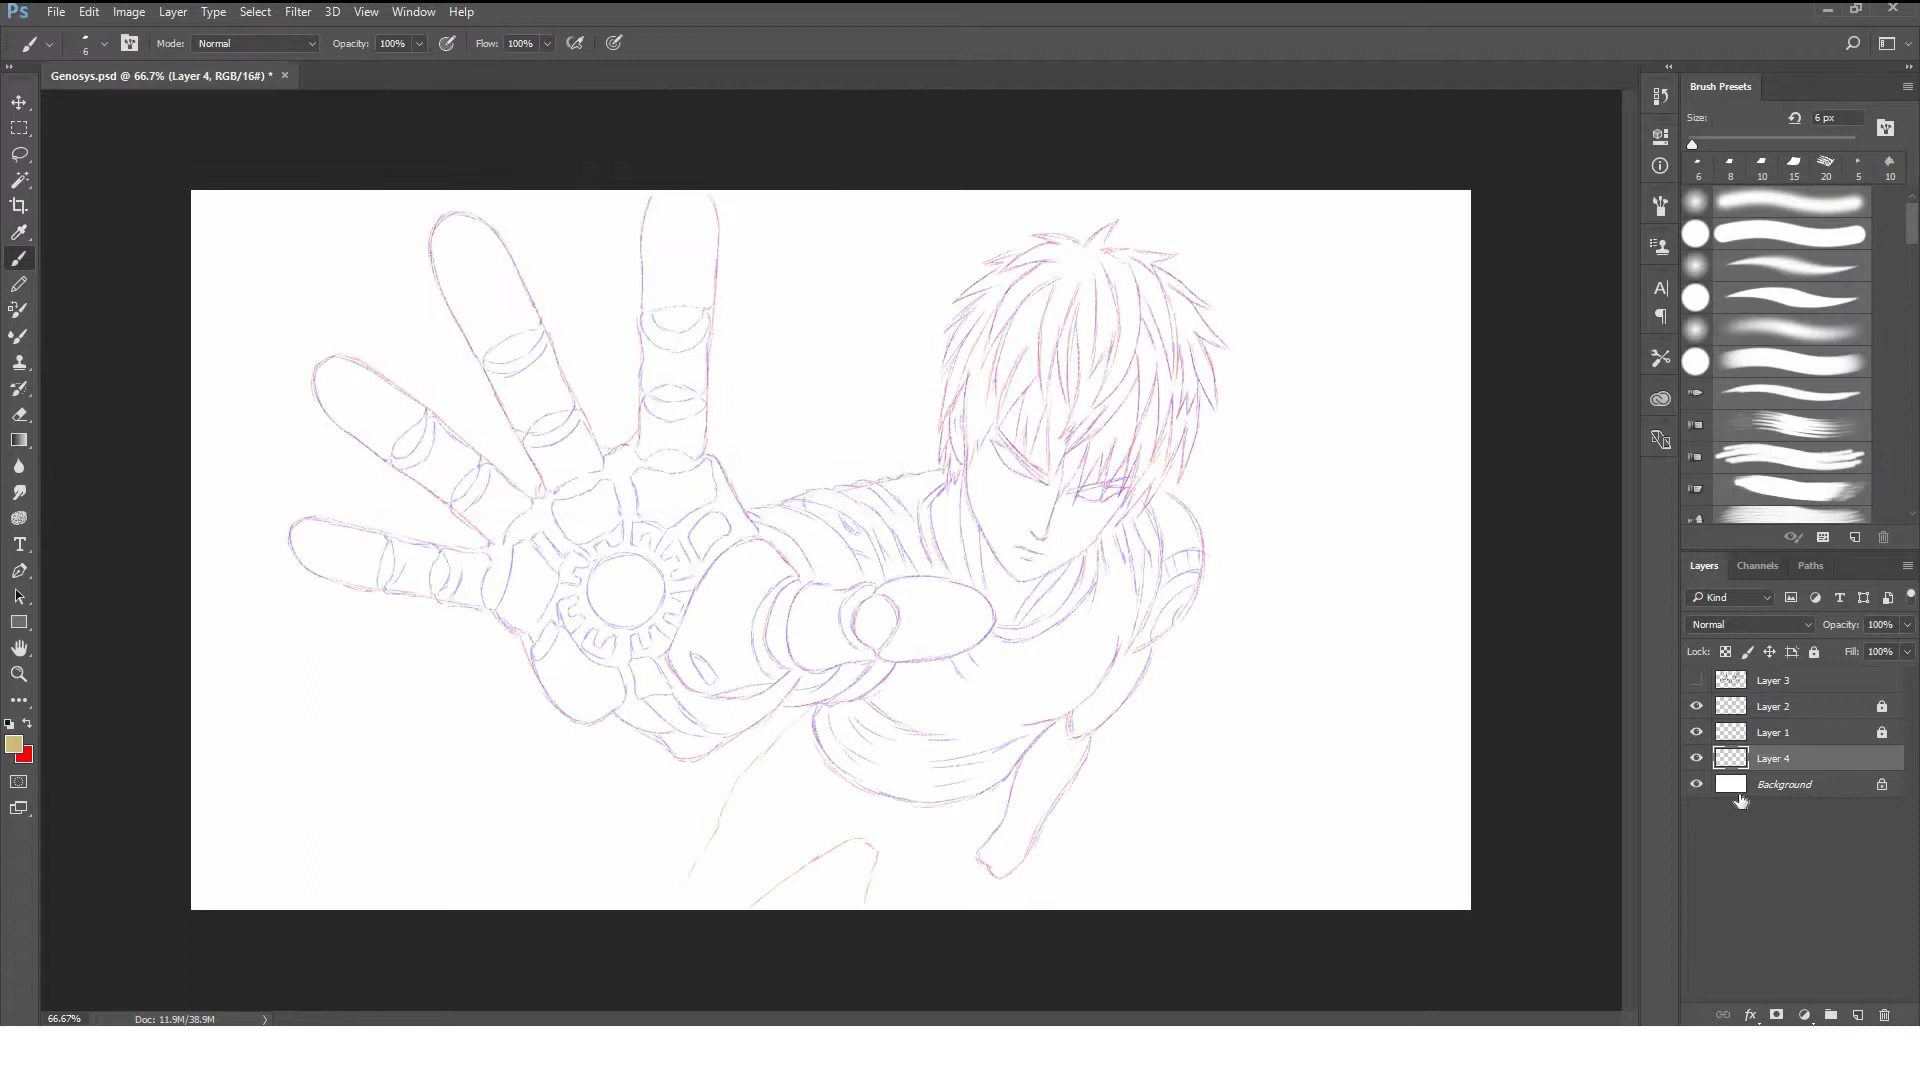 Ps File Edit Image Layer Type Select Filter 3D View Window Help
6 Mode: Normal Opacity: 100% Flow: 100%
Genosys.psd @ 66.7% (Layer 4, RGB/16#) * ×
Brush Presets
Size: 6 px
6 8 10 15 20 5 10
Layers Channels Paths
Kind
Normal Opacity: 100%
Lock: Fill: 100%
Layer 3
Layer 2
Layer 1
Layer 4
Background
66.67% Doc: 11.9M/38.9M